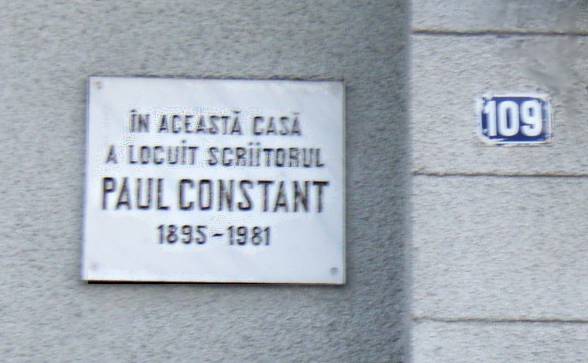 ÎN ACEASTĂ CASĂ
A LOCUIT SCRIITORUL
PAUL CONSTANT
1895-1981
109